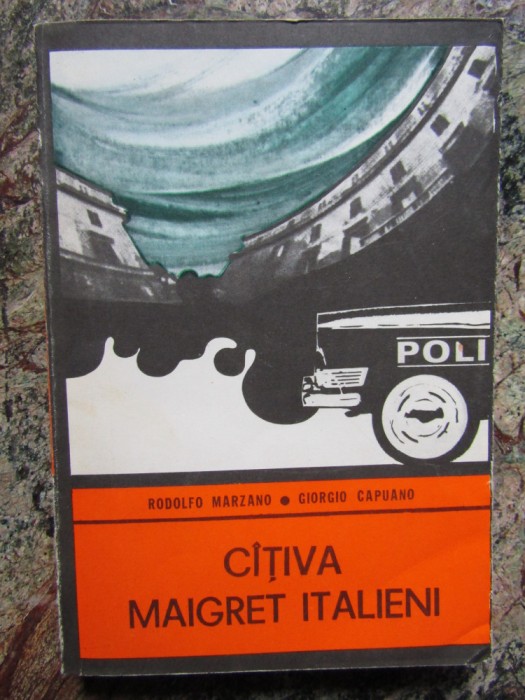 POLI
RODOLFO MARZANO ● GIORGIO CAPUANO
CÎȚIVA
MAIGRET ITALIENI